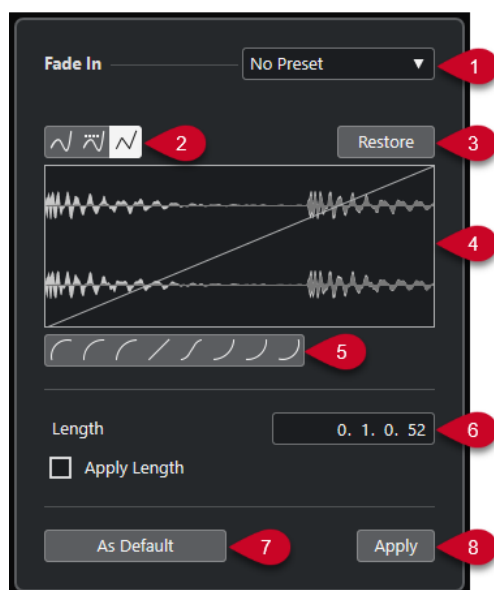 Fade In No Preset 1
2 Restore 3
4
5
Length 0. 1. 0. 52 6
Apply Length
As Default 7 Apply 8